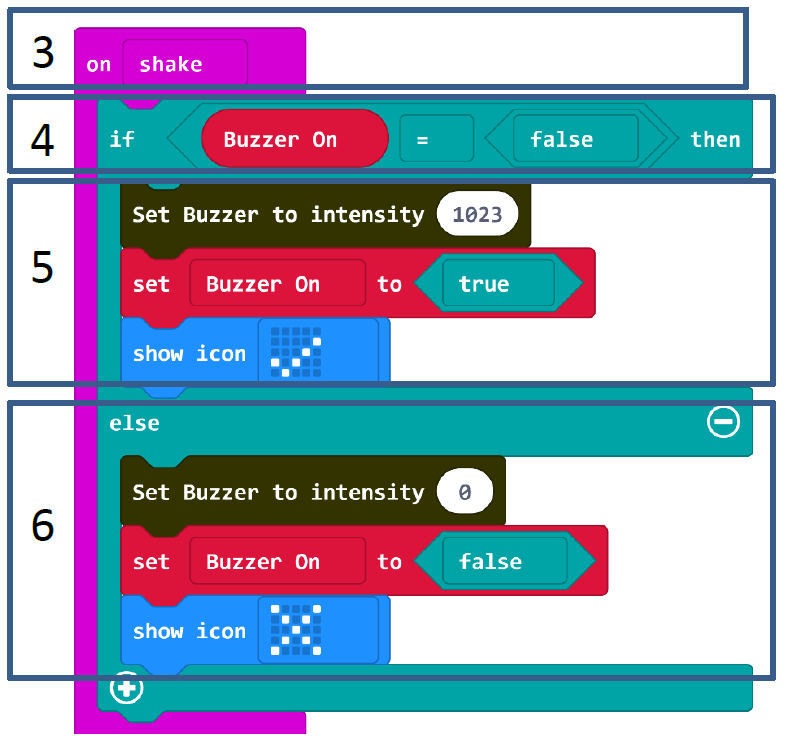 3
on shake
4
if Buzzer On = false then
Set Buzzer to intensity 1023
5
set Buzzer On to true
show icon
else
Set Buzzer to intensity 0
6
set Buzzer On to false
show icon